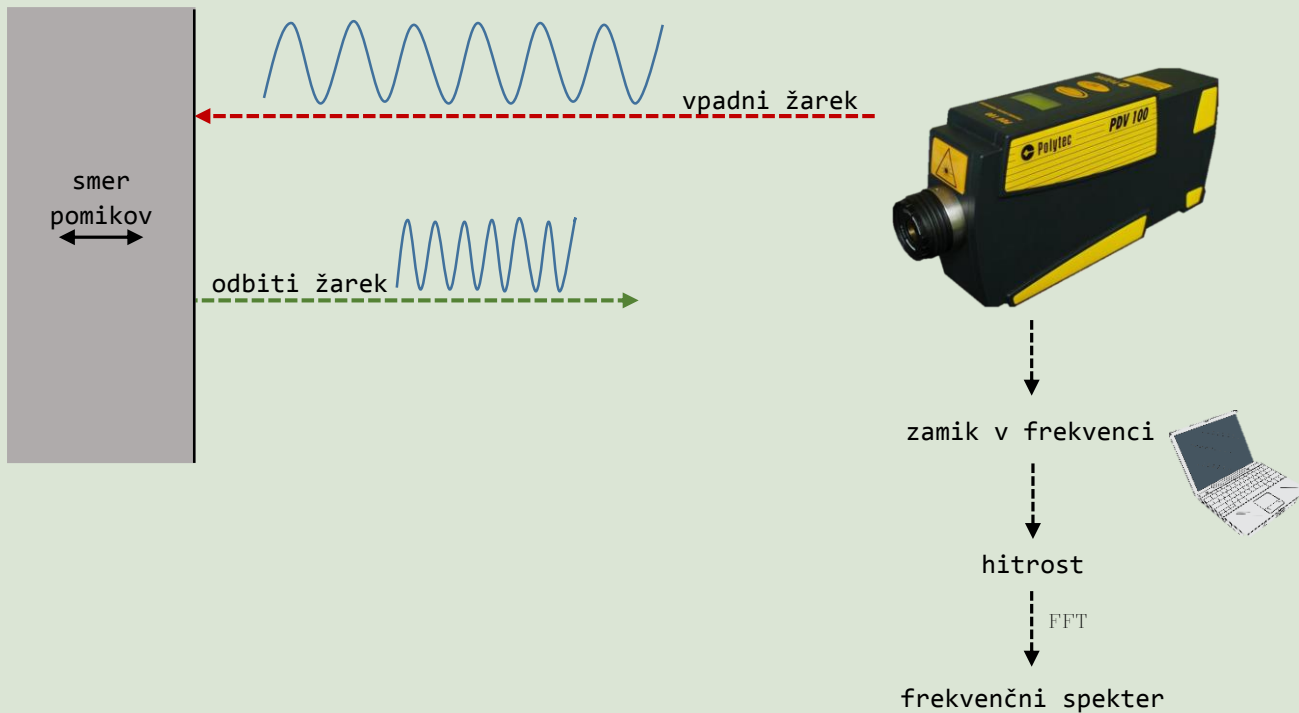 vpadni žarek
smer
pomikov
odbiti žarek
Polytec
PDV 100
zamik v frekvenci
hitrost
FFT
frekvenčni spekter